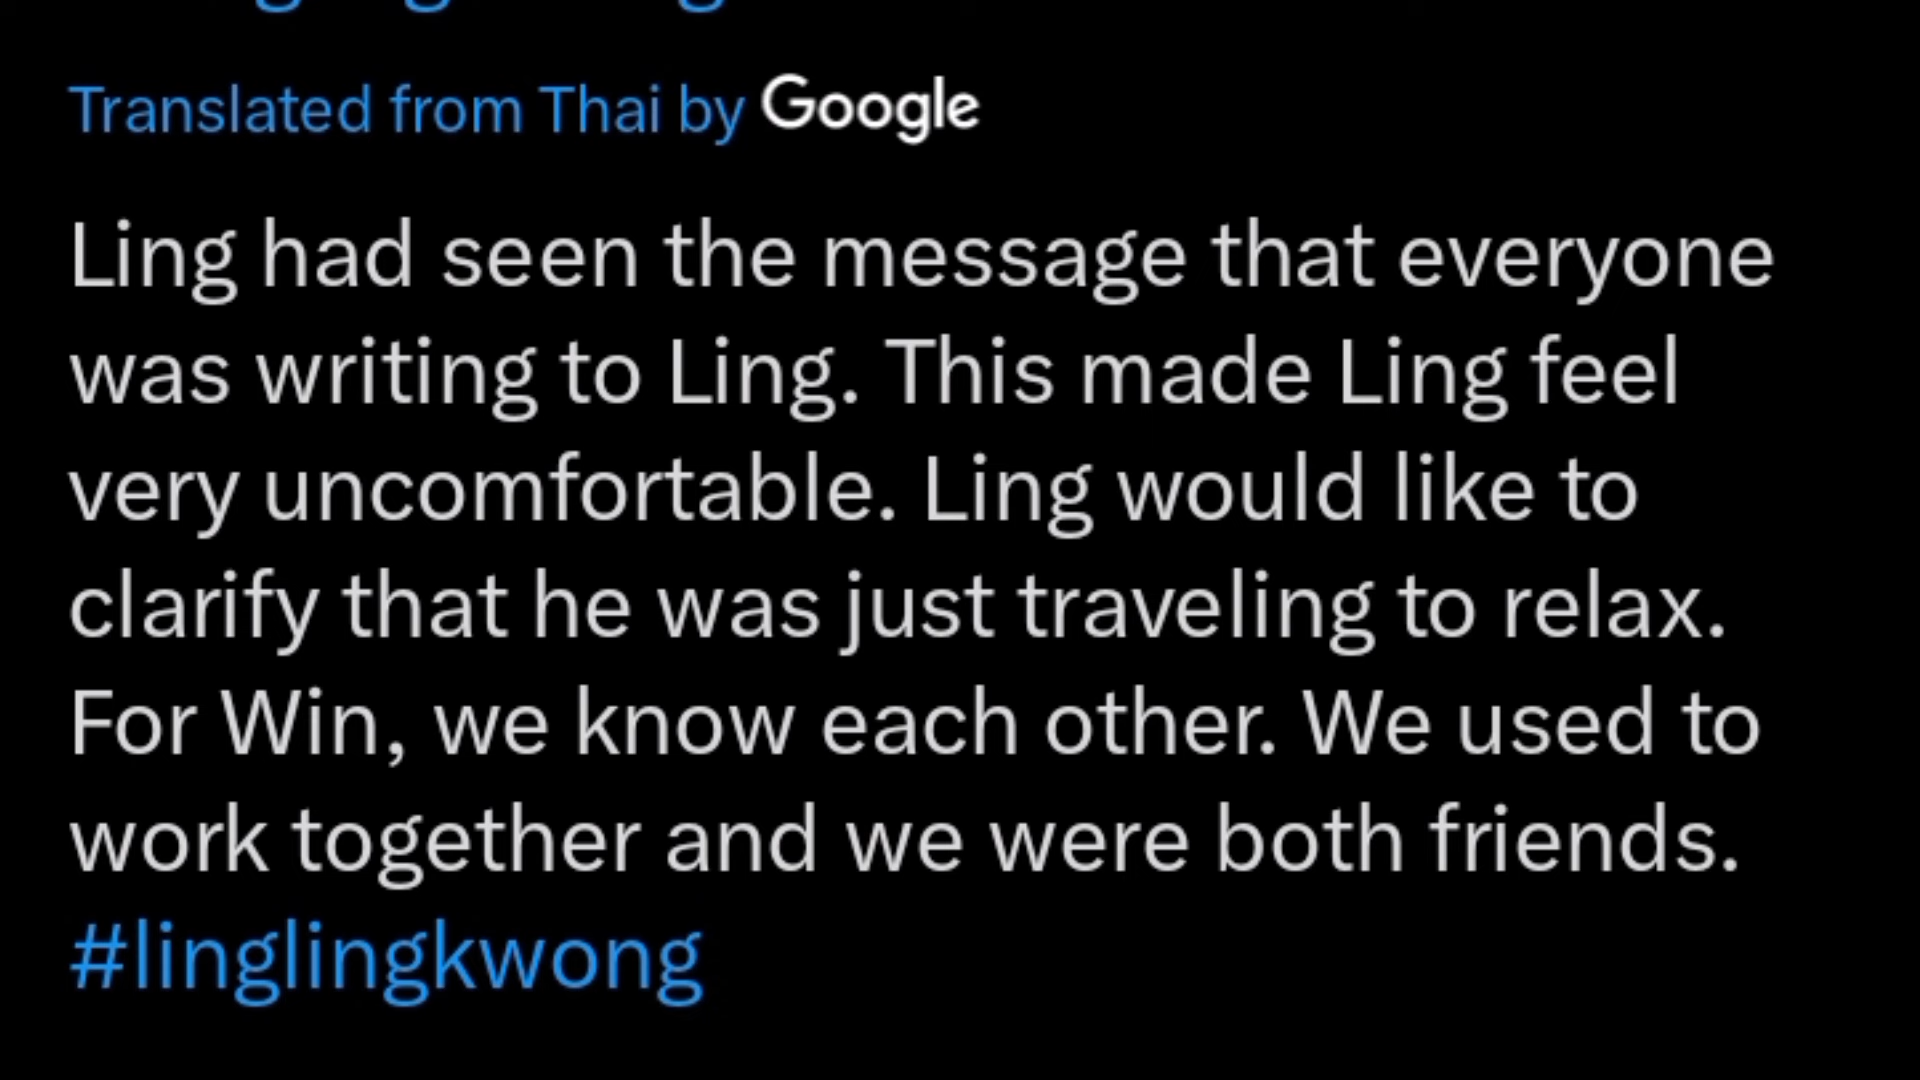 Translated from Thai by Google
Ling had seen the message that everyone
was writing to Ling. This made Ling feel
very uncomfortable. Ling would like to
clarify that he was just traveling to relax.
For Win, we know each other. We used to
work together and we were both friends.
#linglingkwong